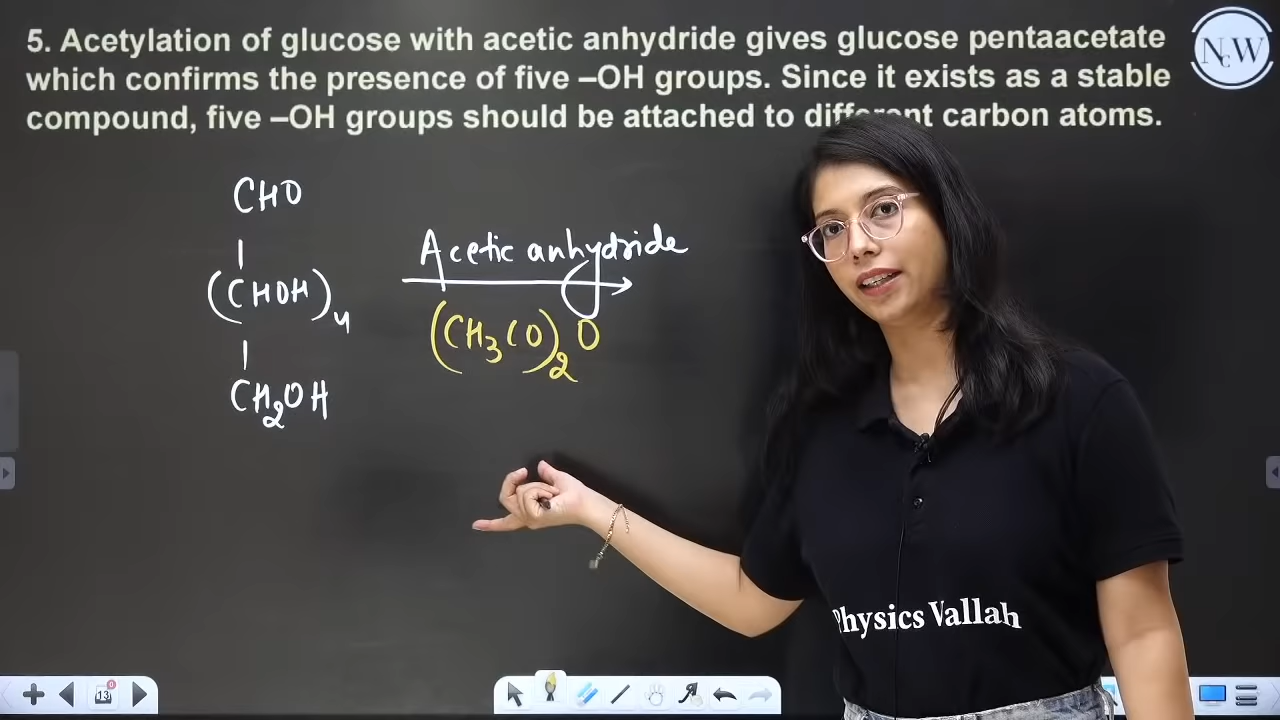 5. Acetylation of glucose with acetic anhydride gives glucose pentaacetate
which confirms the presence of five –OH groups. Since it exists as a stable
compound, five –OH groups should be attached to different carbon atoms.
NcW
CHO
|
(CHOH)4
|
CH2OH
Acetic anhydride
(CH3CO)2O
Physics Vallah
13